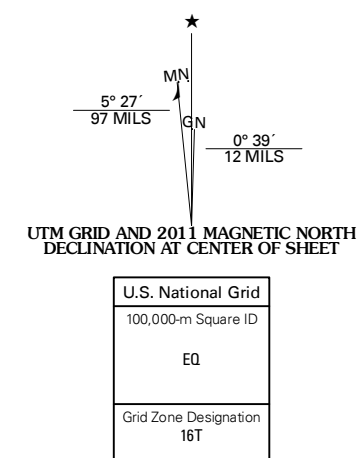 M.N.
5° 27´
97 MILS
GN
0° 39´
12 MILS
UTM GRID AND 2011 MAGNETIC NORTH
DECLINATION AT CENTER OF SHEET
U.S. National Grid
100,000-m Square ID
EQ
Grid Zone Designation
16T